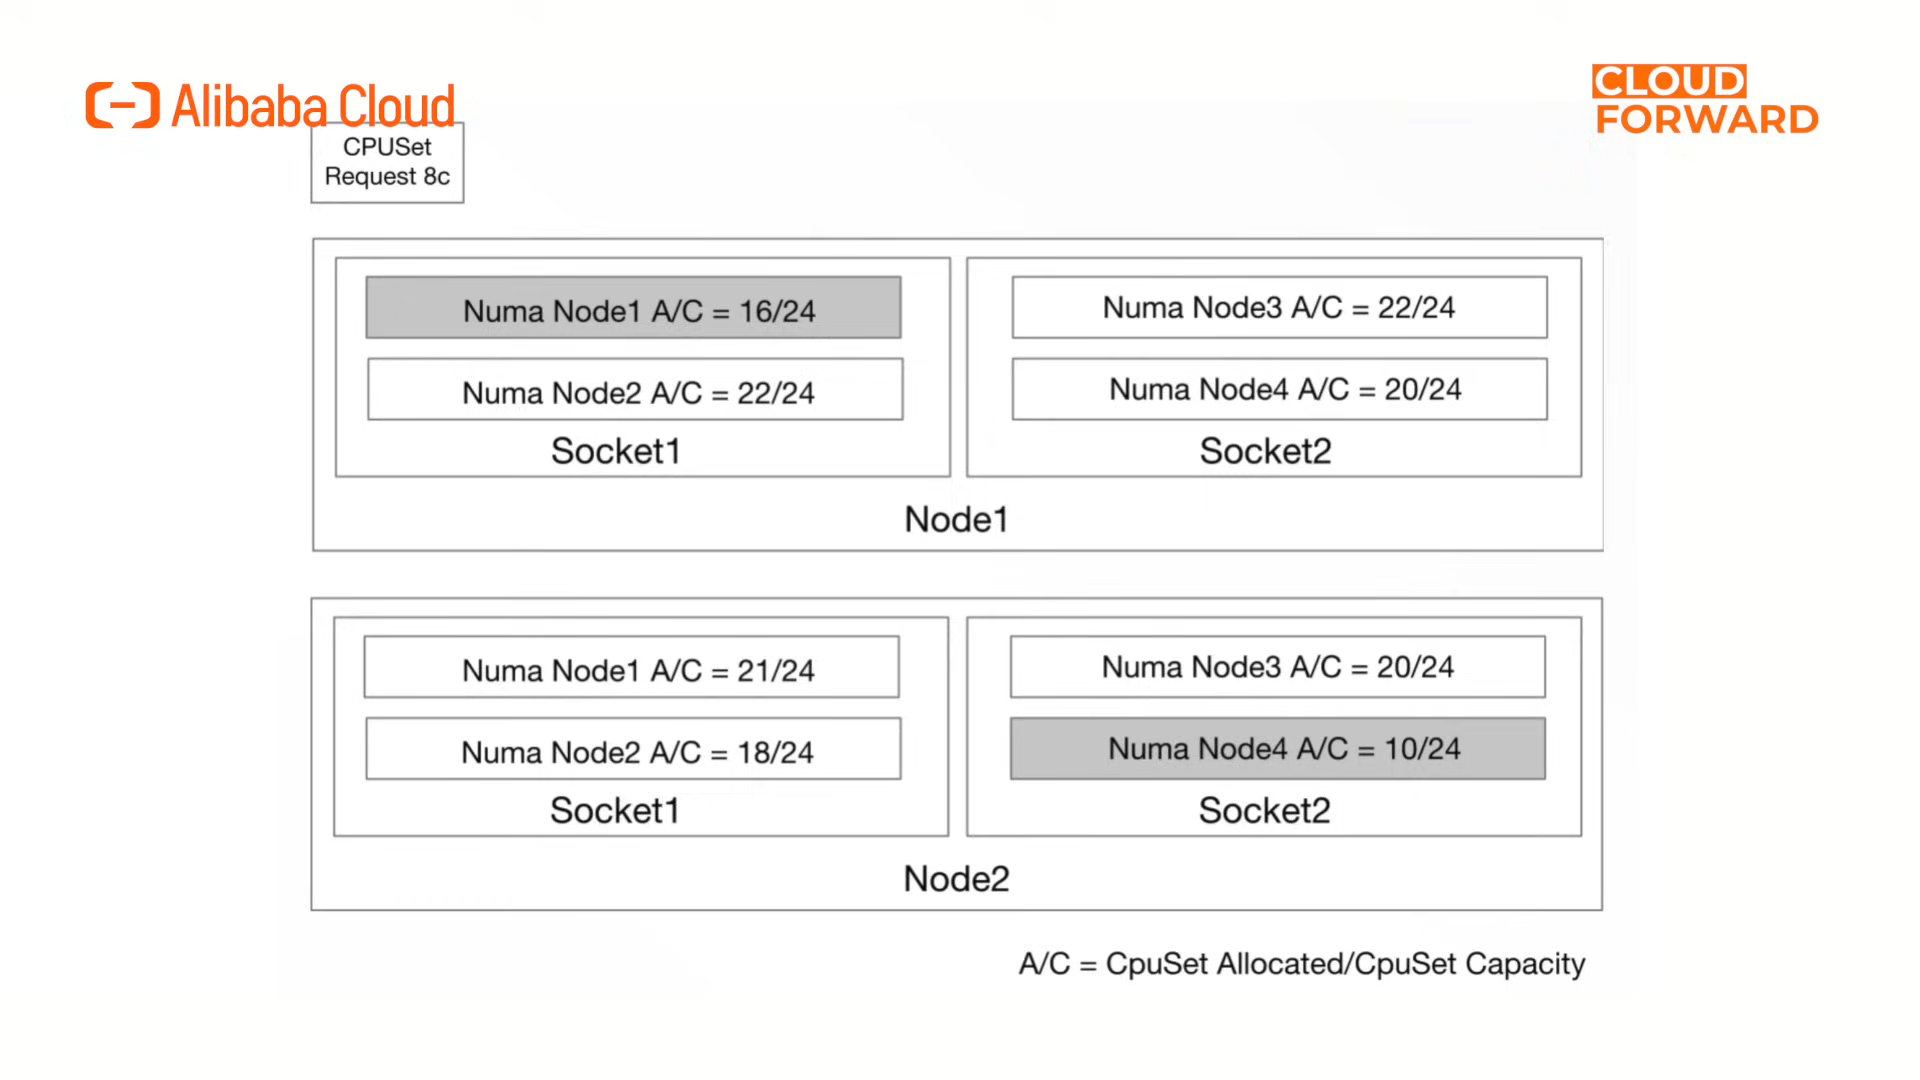 Alibaba Cloud
CLOUD
FORWARD
CPUSet
Request 8c
Numa Node1 A/C = 16/24
Numa Node2 A/C = 22/24
Socket1
Numa Node3 A/C = 22/24
Numa Node4 A/C = 20/24
Socket2
Node1
Numa Node1 A/C = 21/24
Numa Node2 A/C = 18/24
Socket1
Numa Node3 A/C = 20/24
Numa Node4 A/C = 10/24
Socket2
Node2
A/C = CpuSet Allocated/CpuSet Capacity